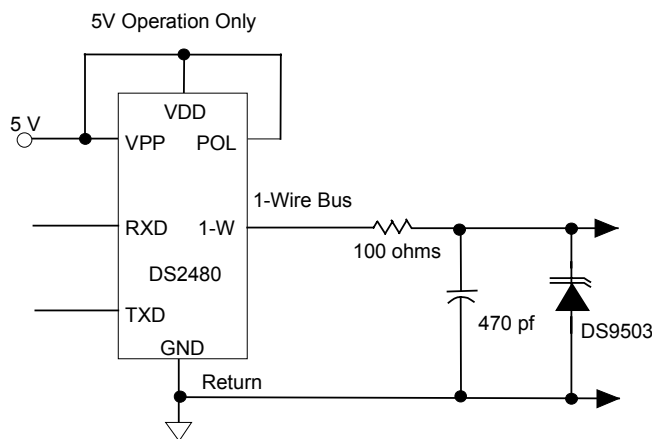 5V Operation Only
VDD
5 V
VPP
POL
1-Wire Bus
RXD
1-W
100 ohms
DS2480
470 pf
DS9503
TXD
GND
Return